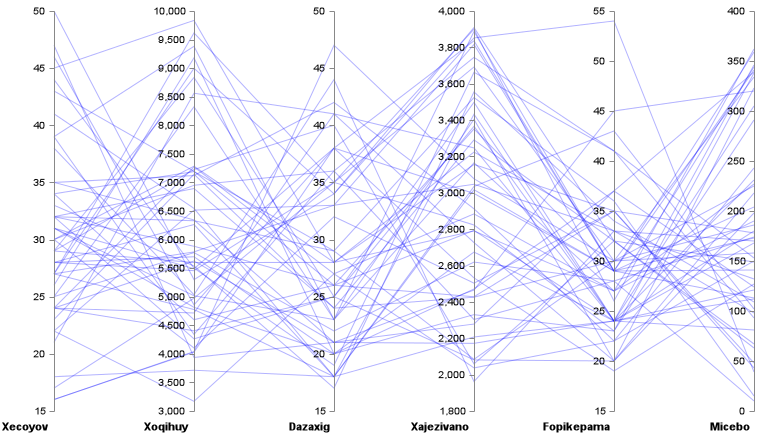 50 10,000 50 4,000 55 400
9,500 3,800
45 9,000 45 50 350
8,500 3,600
40 8,000 40 3,400 45 300
7,500 3,200 40 250
35 7,000 35 3,000
6,500 35 200
30 6,000 30 2,800
5,500 2,600 30 150
25 5,000 25 2,400 25 100
4,500
20 4,000 20 2,200 20 50
3,500 2,000
15 3,000 15 1,800 15 0
Xecoyov Xoqihuy Dazaxig Xajezivano Fopikepama Micebo